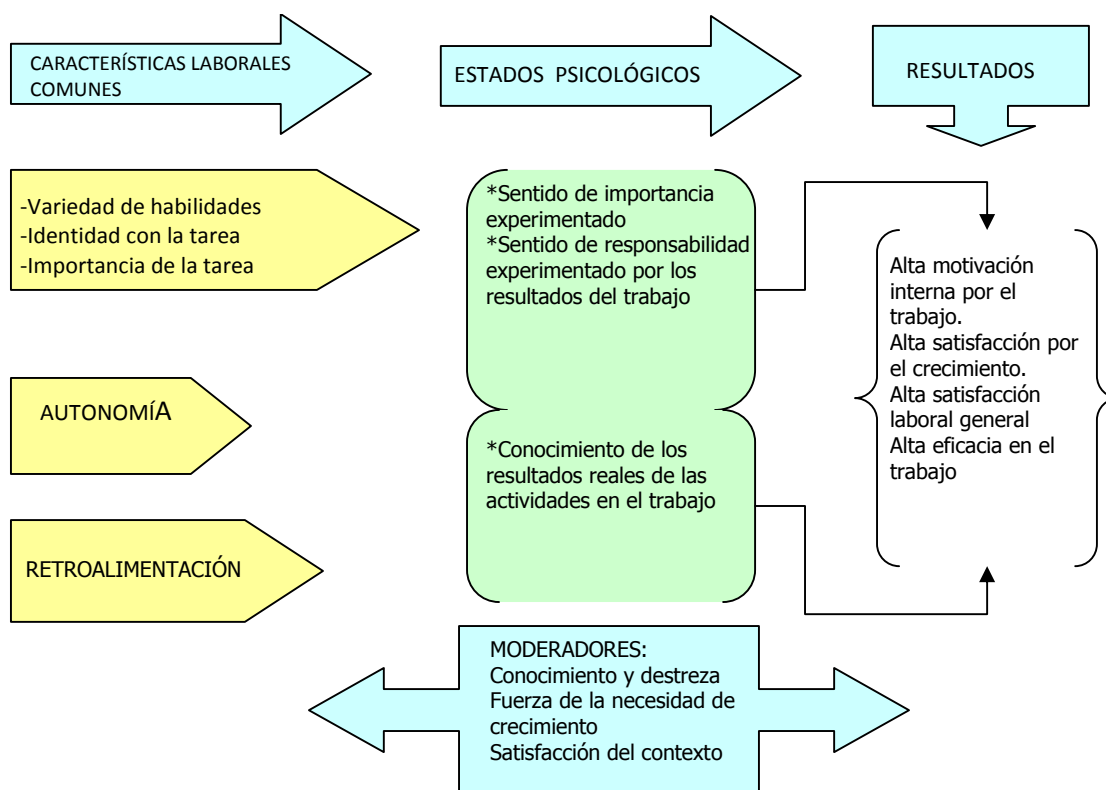 CARACTERÍSTICAS LABORALES
COMUNES
ESTADOS PSICOLÓGICOS
RESULTADOS
-Variedad de habilidades
-Identidad con la tarea
-Importancia de la tarea
*Sentido de importancia
experimentado
*Sentido de responsabilidad
experimentado por los
resultados del trabajo
Alta motivación
interna por el
trabajo.
Alta satisfacción por
el crecimiento.
Alta satisfacción
laboral general
Alta eficacia en el
trabajo
AUTONOMÍA
*Conocimiento de los
resultados reales de las
actividades en el trabajo
RETROALIMENTACIÓN
MODERADORES:
Conocimiento y destreza
Fuerza de la necesidad de
crecimiento
Satisfacción del contexto